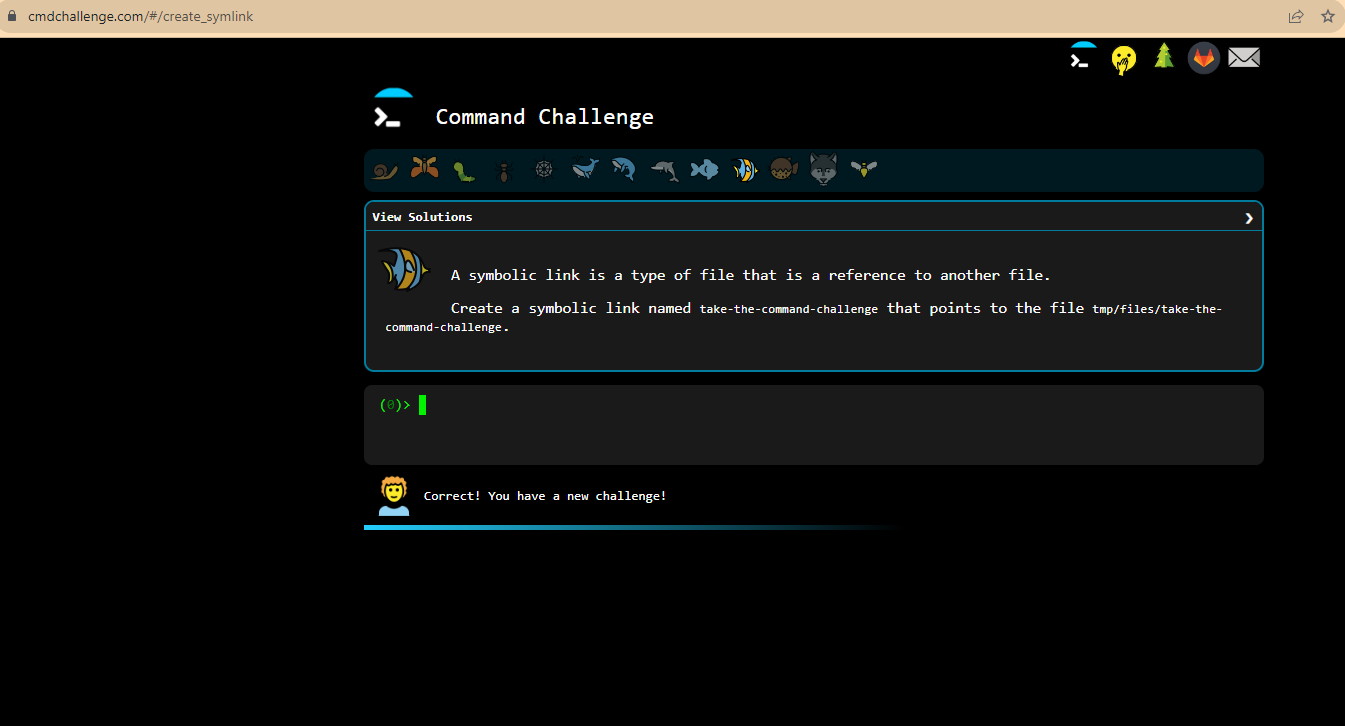 cmdchallenge.com/#/create_symlink
Command Challenge
View Solutions
A symbolic link is a type of file that is a reference to another file.
Create a symbolic link named take-the-command-challenge that points to the file tmp/files/take-the-
command-challenge.
(0)>
Correct! You have a new challenge!